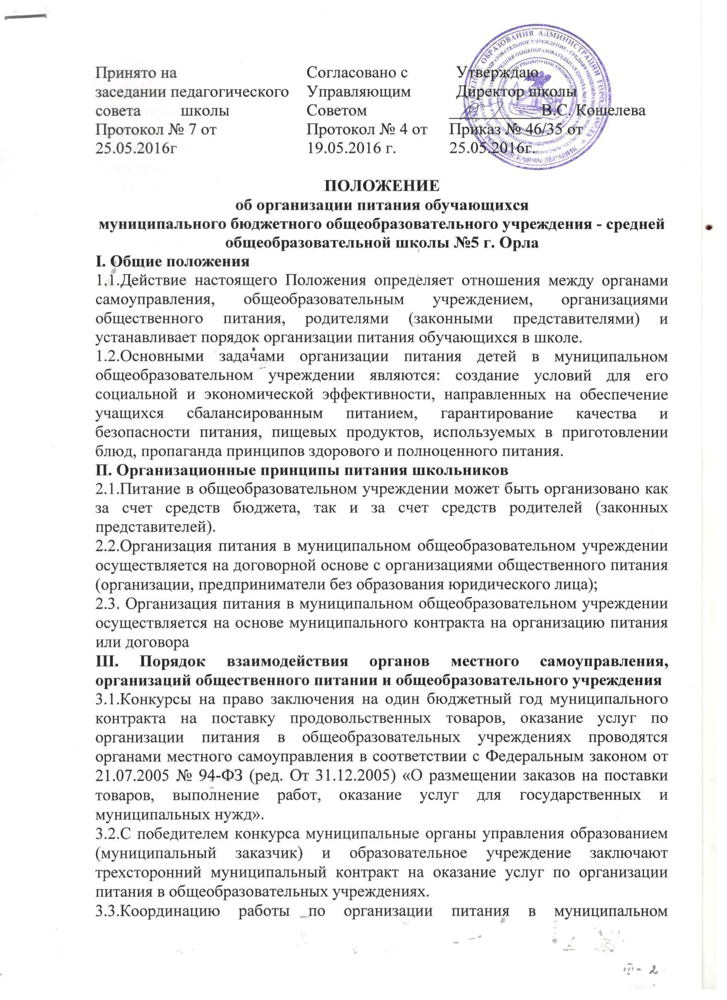 Принято на
заседании педагогического
совета школы
Протокол № 7 от
25.05.2016г
Согласовано с
Управляющим
Советом
Протокол № 4 от
19.05.2016 г.
Утверждаю
Директор школы
В.С. Кошелева
Приказ № 46/35 от
25.05.2016г.
ПОЛОЖЕНИЕ
об организации питания обучающихся
муниципального бюджетного общеобразовательного учреждения - средней
общеобразовательной школы №5 г. Орла
I. Общие положения
1.1.Действие настоящего Положения определяет отношения между органами
самоуправления, общеобразовательным учреждением, организациями
общественного питания, родителями (законными представителями) и
устанавливает порядок организации питания обучающихся в школе.
1.2.Основными задачами организации питания детей в муниципальном
общеобразовательном учреждении являются: создание условий для его
социальной и экономической эффективности, направленных на обеспечение
учащихся сбалансированным питанием, гарантирование качества и
безопасности питания, пищевых продуктов, используемых в приготовлении
блюд, пропаганда принципов здорового и полноценного питания.
П. Организационные принципы питания школьников
2.1.Питание в общеобразовательном учреждении может быть организовано как
за счет средств бюджета, так и за счет средств родителей (законных
представителей).
2.2.Организация питания в муниципальном общеобразовательном учреждении
осуществляется на договорной основе с организациями общественного питания
(организации, предприниматели без образования юридического лица);
2.3. Организация питания в муниципальном общеобразовательном учреждении
осуществляется на основе муниципального контракта на организацию питания
или договора
III. Порядок взаимодействия органов местного самоуправления,
организаций общественного питании и общеобразовательного учреждения
3.1.Конкурсы на право заключения на один бюджетный год муниципального
контракта на поставку продовольственных товаров, оказание услуг по
организации питания в общеобразовательных учреждениях проводятся
органами местного самоуправления в соответствии с Федеральным законом от
21.07.2005 № 94-ФЗ (ред. От 31.12.2005) «О размещении заказов на поставки
товаров, выполнение работ, оказание услуг для государственных и
муниципальных нужд».
3.2.С победителем конкурса муниципальные органы управления образованием
(муниципальный заказчик) и образовательное учреждение заключают
трехсторонний муниципальный контракт на оказание услуг по организации
питания в общеобразовательных учреждениях.
3.3.Координацию работы по организации питания в муниципальном
III- 2